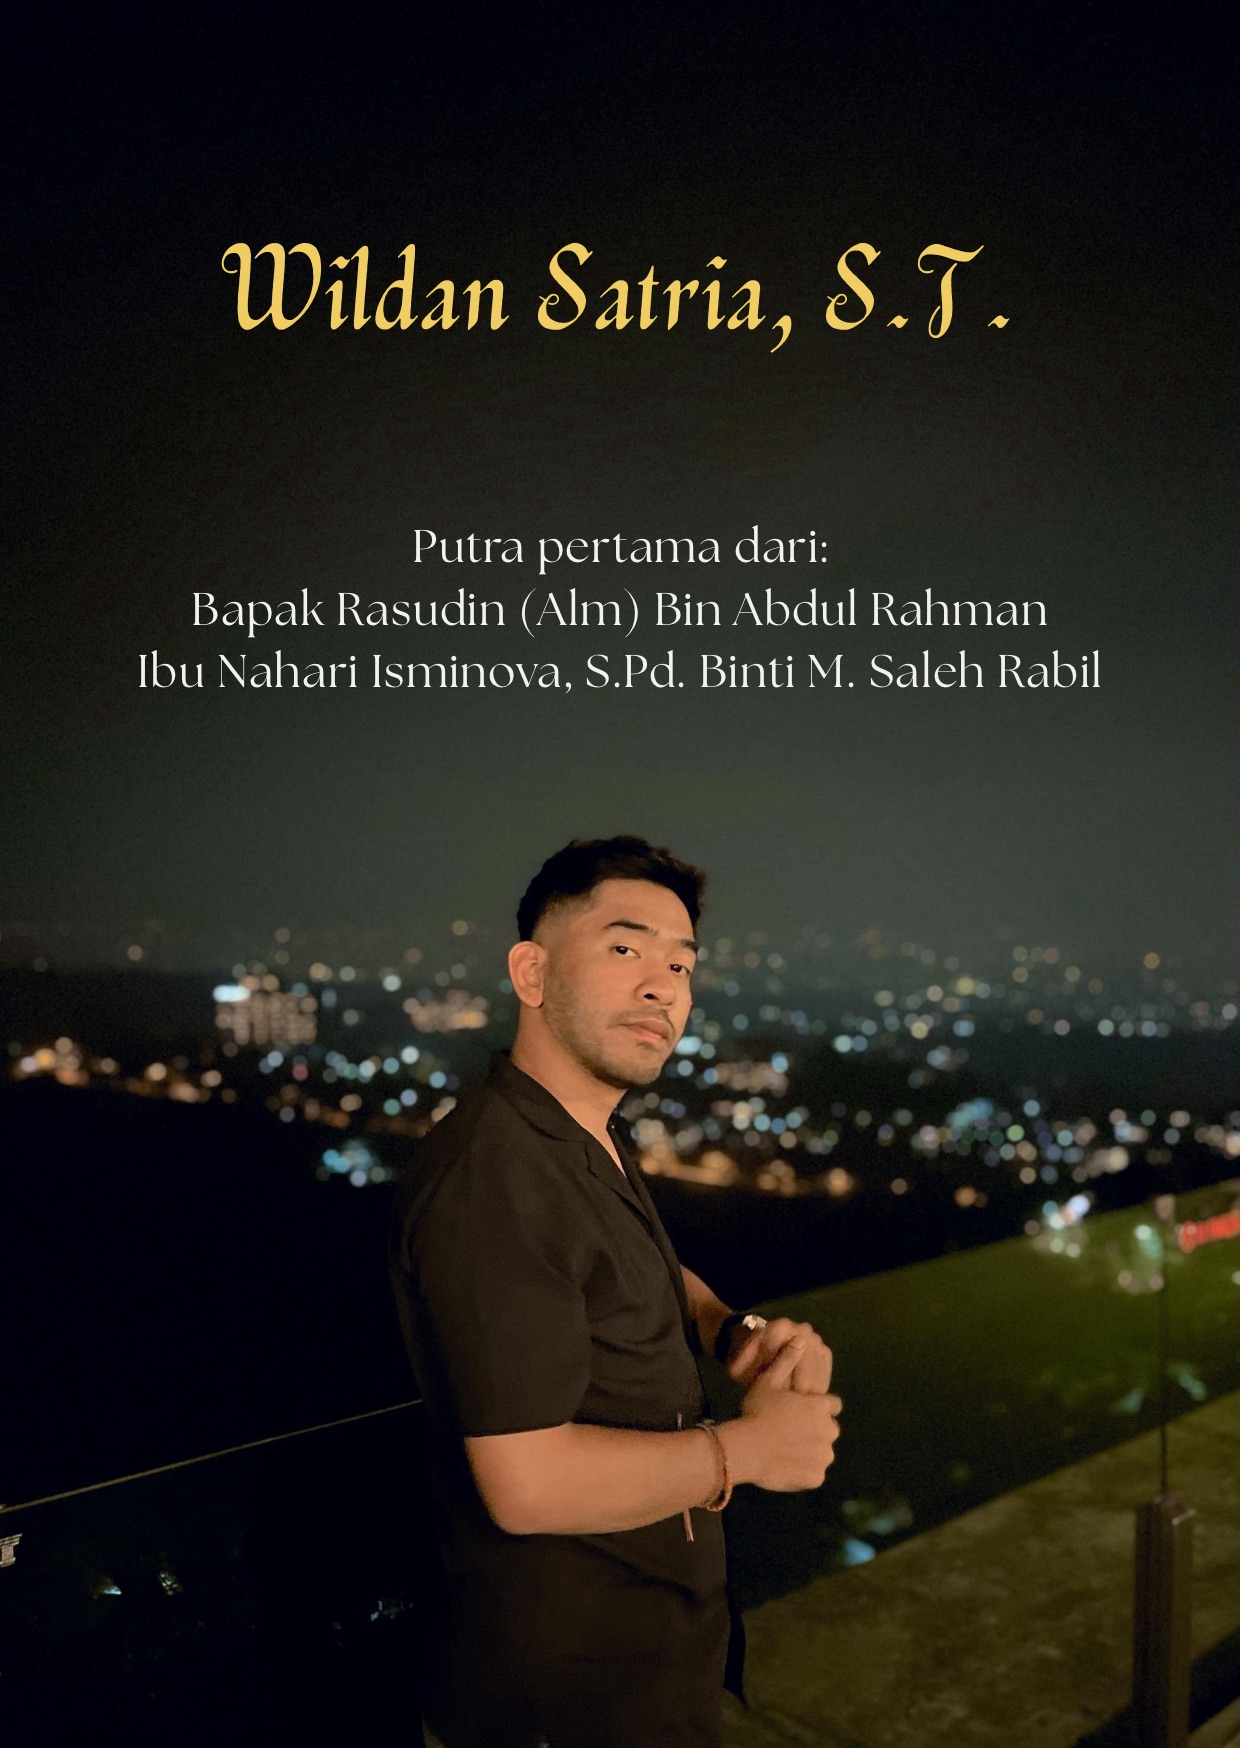 Wildan Satria, S.T.
Putra pertama dari:
Bapak Rasudin (Alm) Bin Abdul Rahman
Ibu Nahari Isminova, S.Pd. Binti M. Saleh Rabil